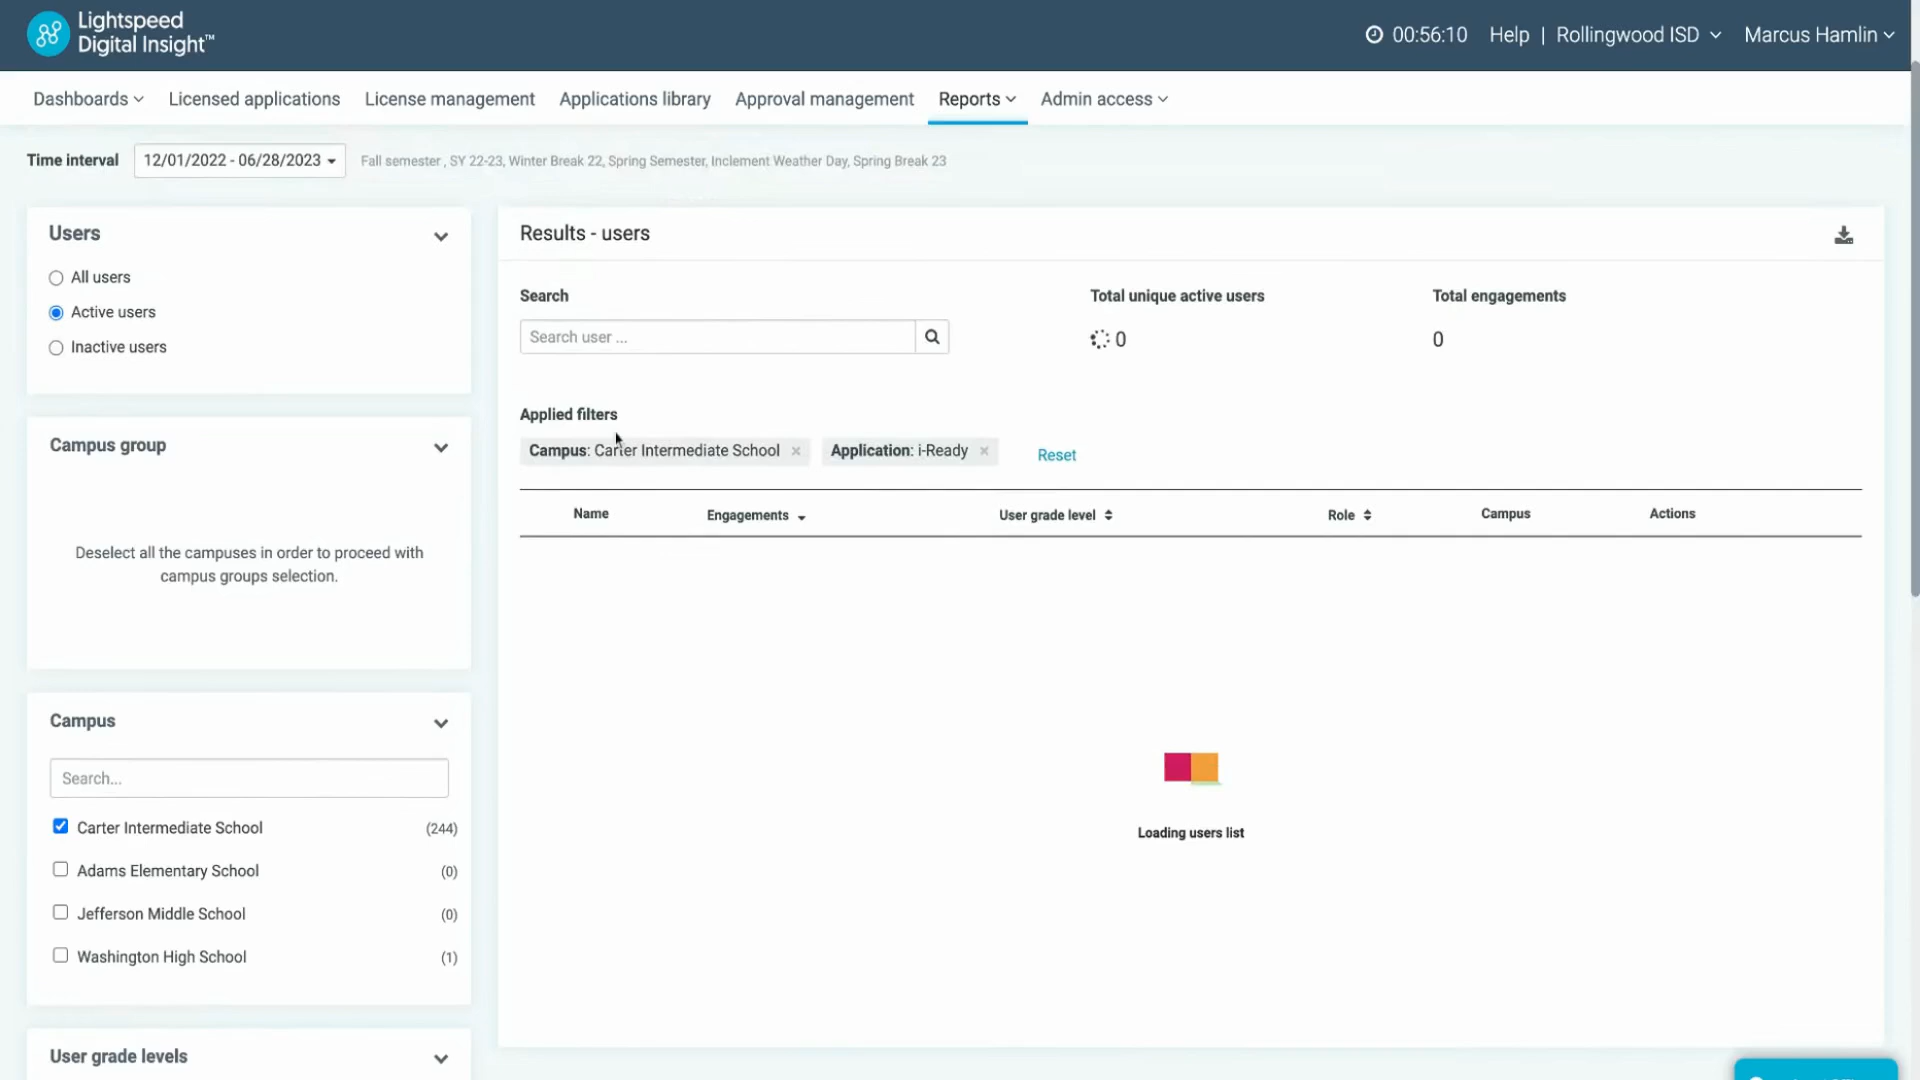 Lightspeed
Digital Insight™
00:56:10 Help | Rollingwood ISD Marcus Hamlin
Dashboards Licensed applications License management Applications library Approval management Reports Admin access
Time interval 12/01/2022 - 06/28/2023 Fall semester , SY 22-23, Winter Break 22, Spring Semester, Inclement Weather Day, Spring Break 23
Users
All users
Active users
Inactive users
Campus group
Deselect all the campuses in order to proceed with
campus groups selection.
Campus
Search...
Carter Intermediate School (244)
Adams Elementary School (0)
Jefferson Middle School (0)
Washington High School (1)
User grade levels
Results - users
Search Total unique active users Total engagements
Search user ... 0 0
Applied filters
Campus: Carter Intermediate School × Application: i-Ready × Reset
Name Engagements User grade level Role Campus Actions
Loading users list